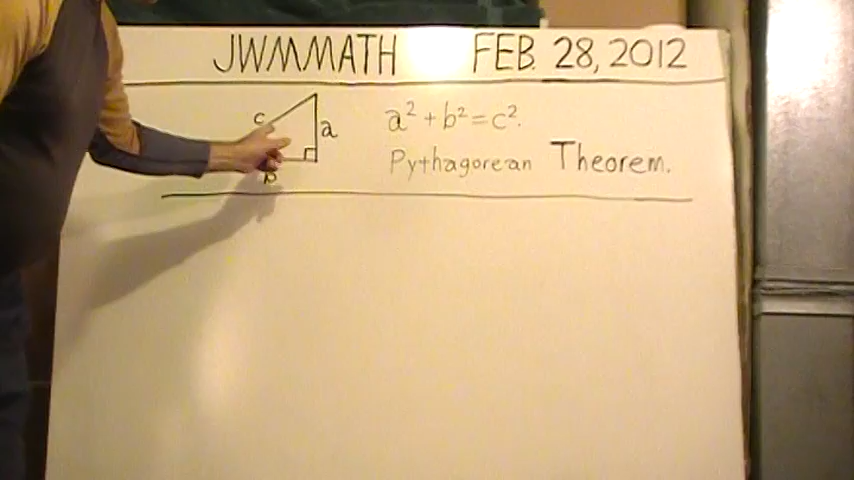 JWMMATH FEB. 28, 2012
c
a
b
a² + b² = c².
Pythagorean Theorem.